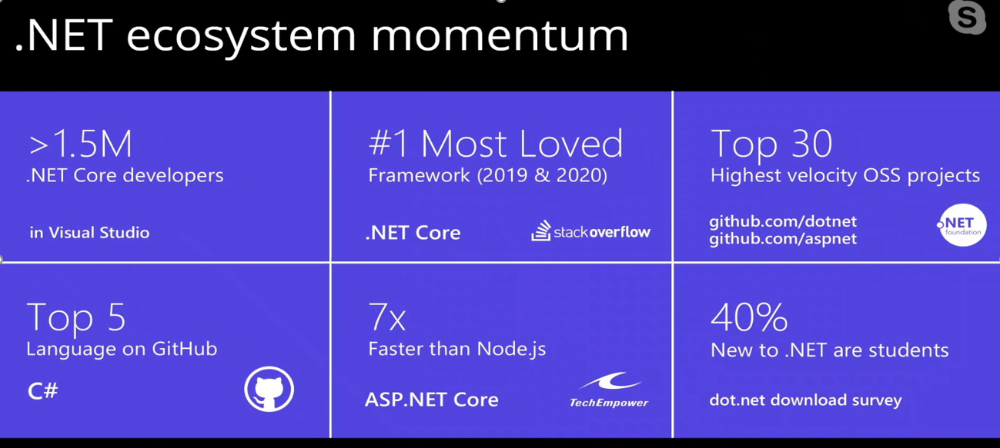 .NET ecosystem momentum
S
>1.5M
.NET Core developers
in Visual Studio
#1 Most Loved
Framework (2019 & 2020)
.NET Core
stackoverflow
Top 30
Highest velocity OSS projects
github.com/dotnet
github.com/aspnet
.NET
foundation
Top 5
Language on GitHub
C#
7x
Faster than Node.js
ASP.NET Core
TechEmpower
40%
New to .NET are students
dot.net download survey